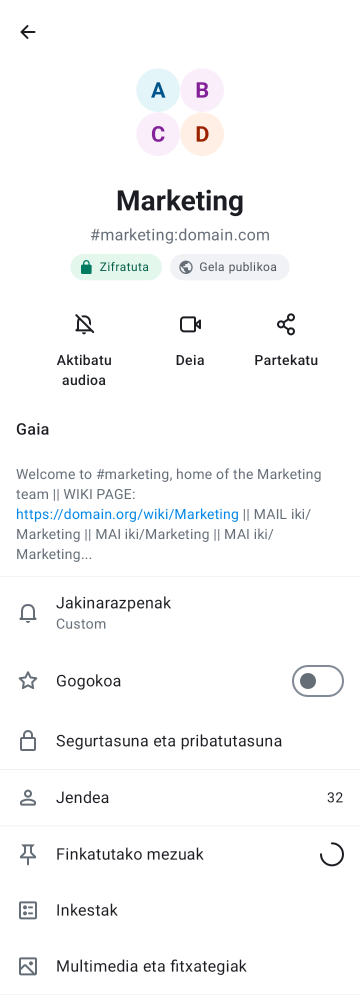 A B
C D
Marketing
#marketing:domain.com
Zifratuta Gela publikoa
Aktibatu audioa
Deia
Partekatu
Gaia
Welcome to #marketing, home of the Marketing
team || WIKI PAGE:
https://domain.org/wiki/Marketing || MAIL iki/
Marketing || MAI iki/Marketing || MAI iki/
Marketing...
Jakinarazpenak
Custom
Gogokoa
Segurtasuna eta pribatutasuna
Jendea 32
Finkatutako mezuak
Inkestak
Multimedia eta fitxategiak